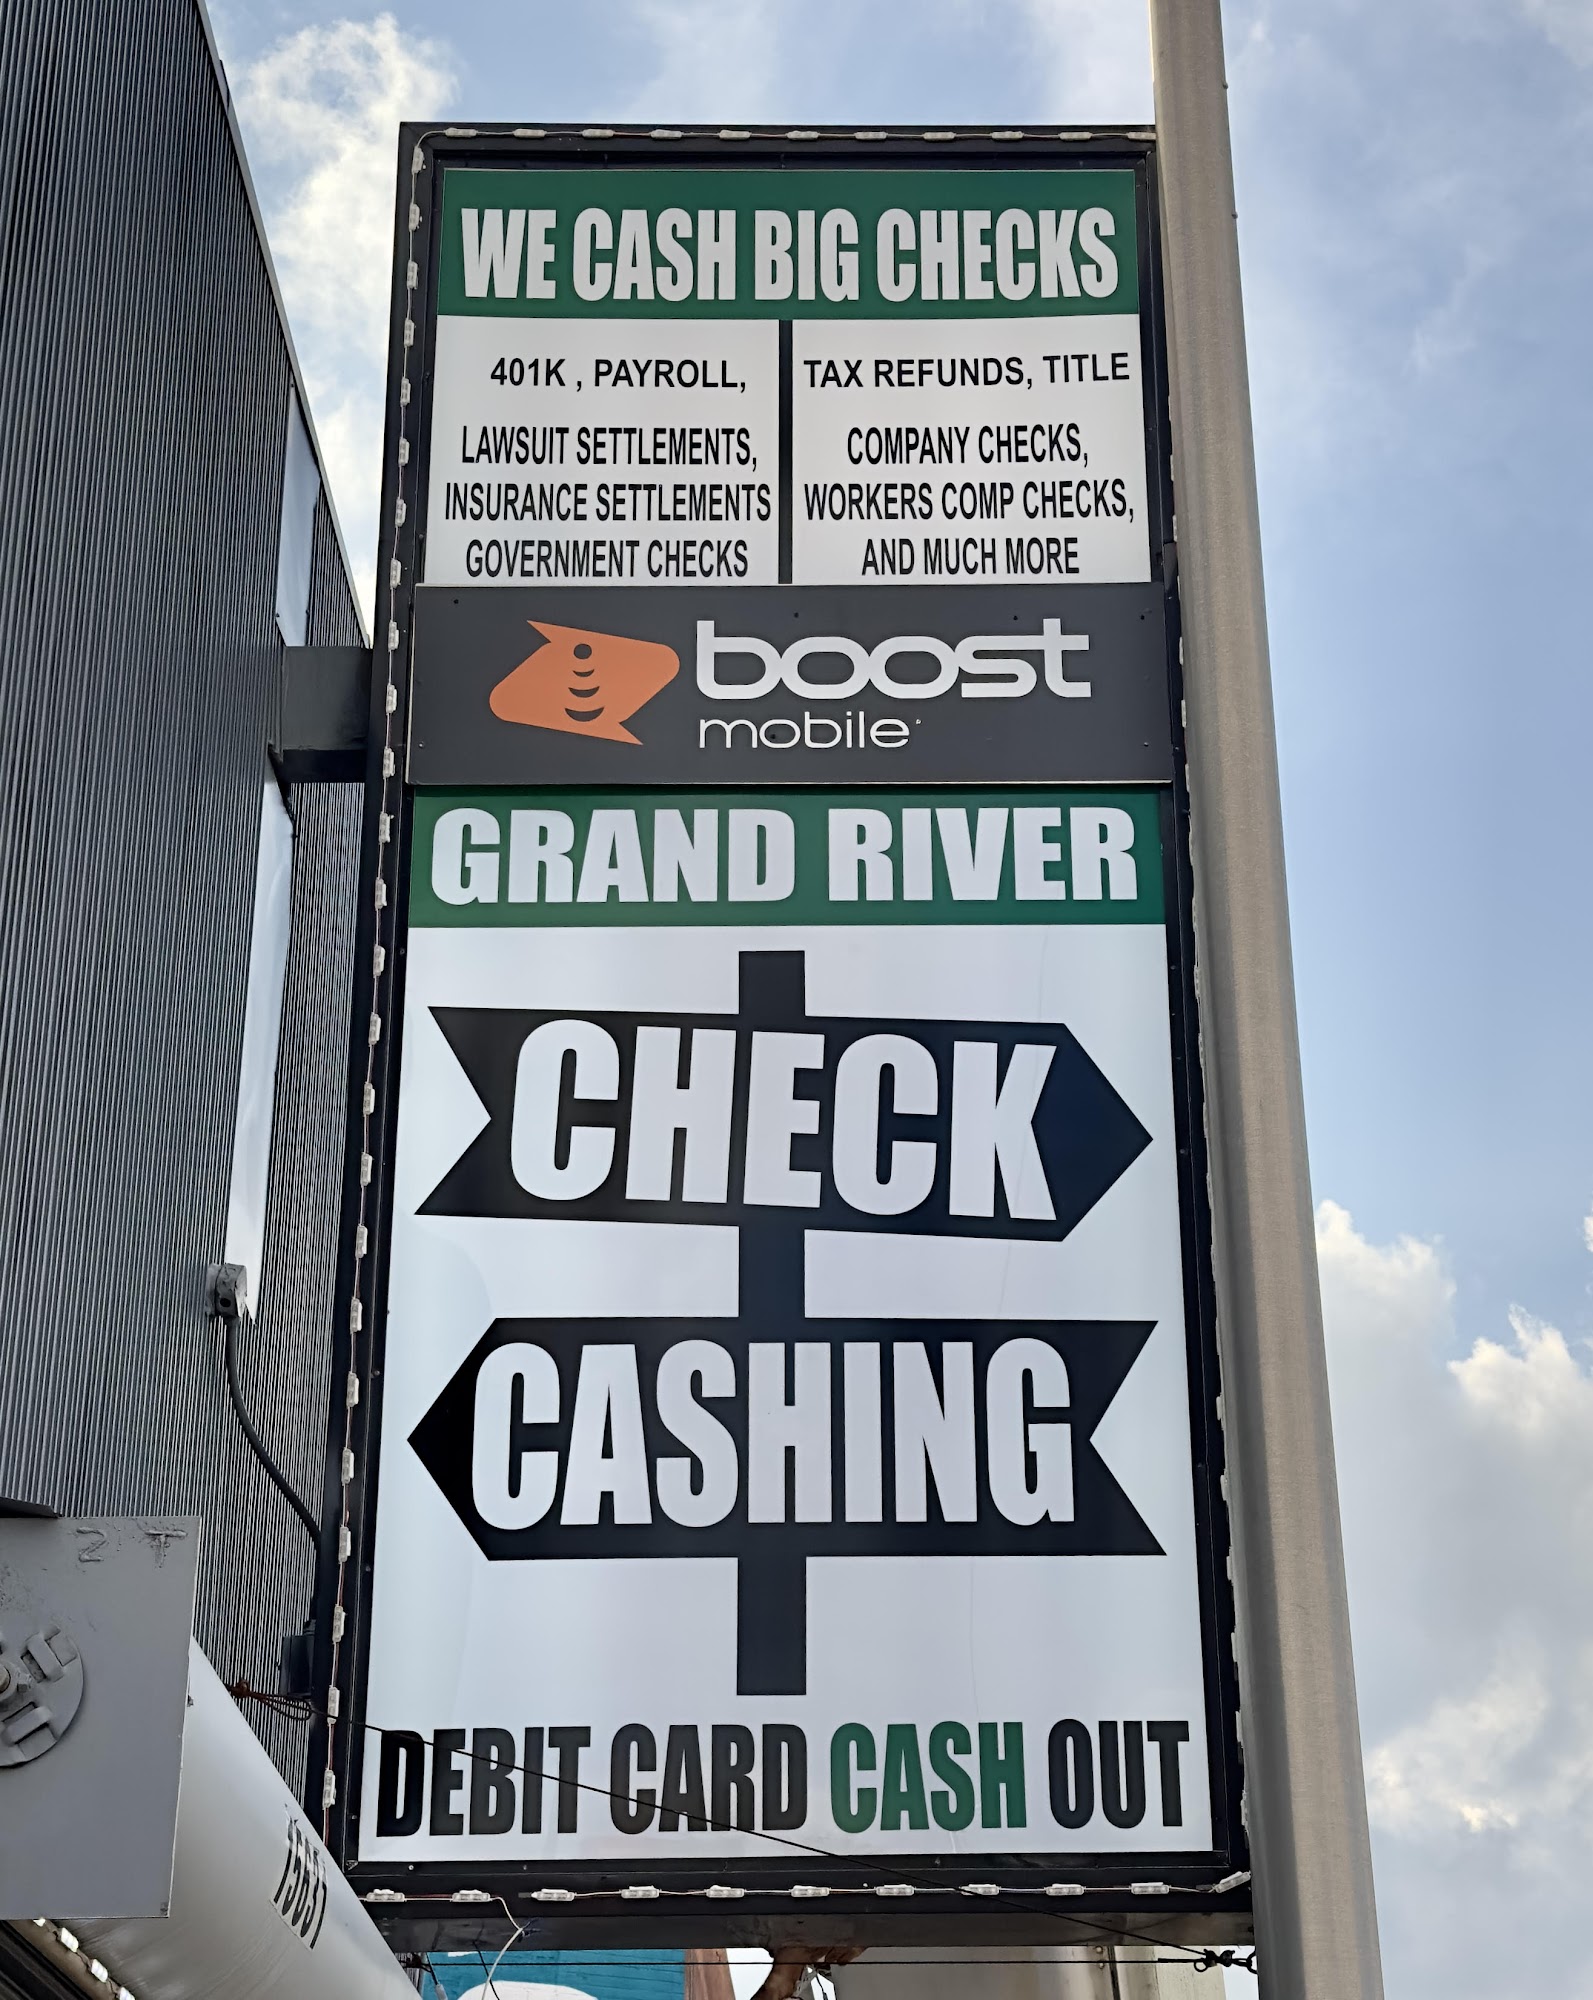 WE CASH BIG CHECKS
401K , PAYROLL,
LAWSUIT SETTLEMENTS,
INSURANCE SETTLEMENTS
GOVERNMENT CHECKS
TAX REFUNDS, TITLE
COMPANY CHECKS,
WORKERS COMP CHECKS,
AND MUCH MORE
boost
mobile
GRAND RIVER
CHECK
CASHING
DEBIT CARD CASH OUT
15631